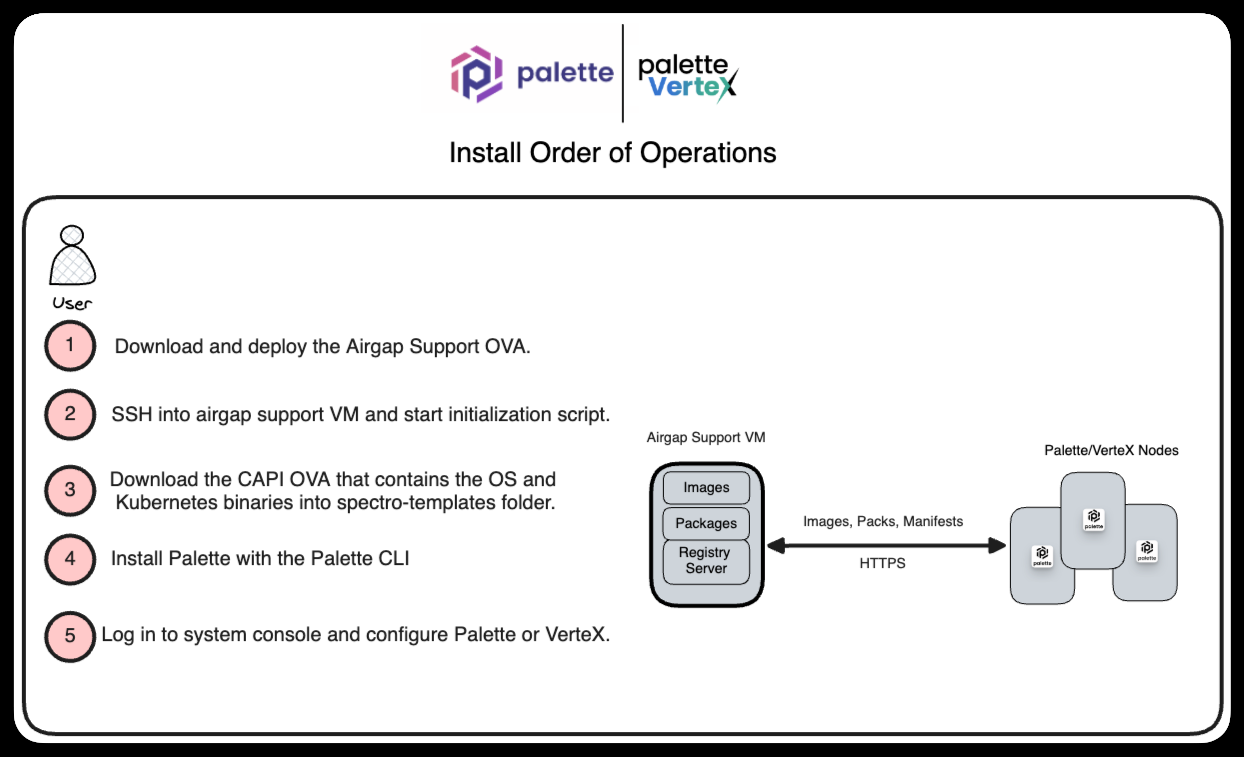 palette
palette
VerteX
Install Order of Operations
User
1
Download and deploy the Airgap Support OVA.
2
SSH into airgap support VM and start initialization script.
3
Download the CAPI OVA that contains the OS and
Kubernetes binaries into spectro-templates folder.
4
Install Palette with the Palette CLI
5
Log in to system console and configure Palette or VerteX.
Airgap Support VM
Images
Packages
Registry
Server
Images, Packs, Manifests
HTTPS
Palette/VerteX Nodes
palette
palette
palette